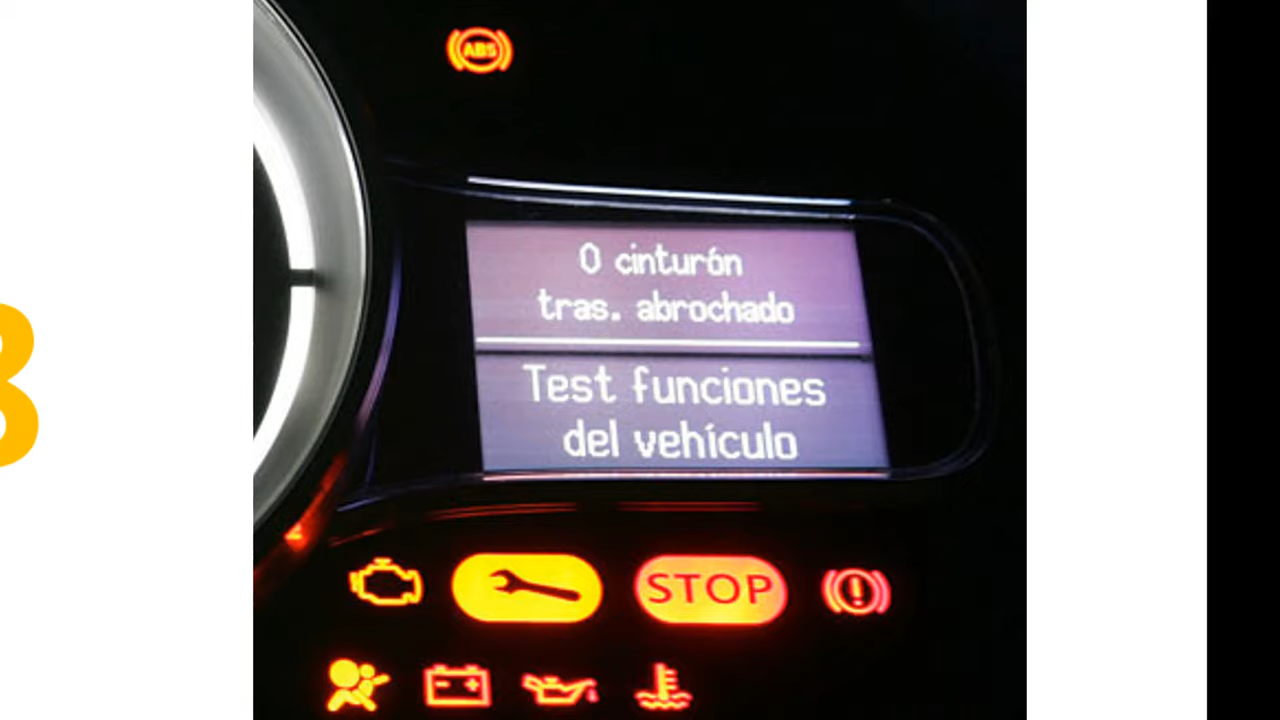 ABS
0 cinturón
tras. abrochado
Test funciones
del vehículo
STOP